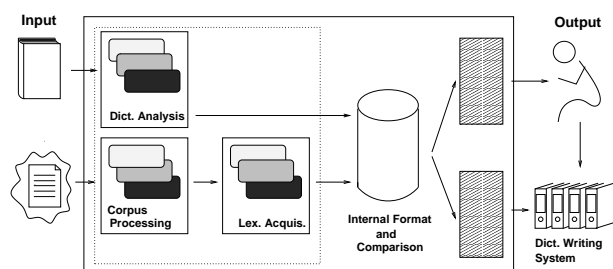 Input
Output
Dict. Analysis
Corpus
Processing
Lex. Acquis.
Internal Format
and
Comparison
Dict. Writing
System